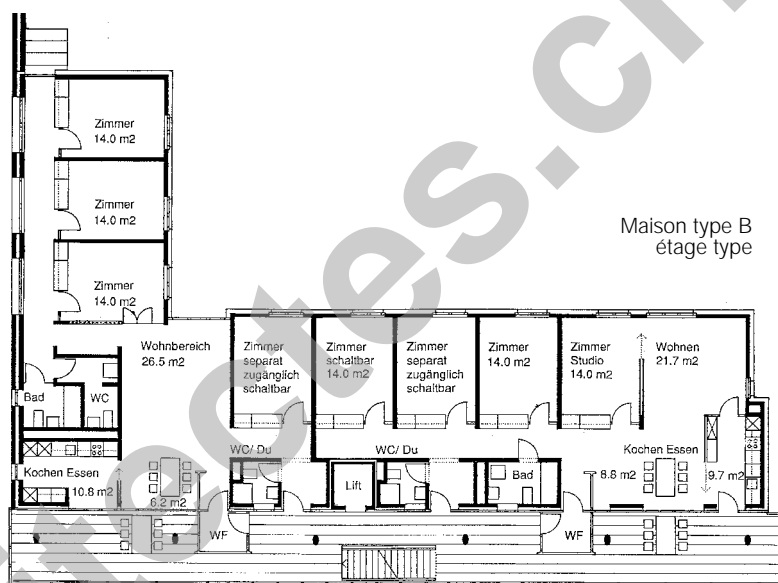 Zimmer
14.0 m2
Zimmer
14.0 m2
Zimmer
14.0 m2
Maison type B
étage type
Wohnbereich
26.5 m2
Zimmer
separat
zugänglich
schaltbar
Zimmer
schaltbar
14.0 m2
Zimmer
separat
zugänglich
schaltbar
Zimmer
14.0 m2
Zimmer
Studio
14.0 m2
Wohnen
21.7 m2
Bad
WC
WC/ Du
WC/ Du
Kochen Essen
10.8 m2
6.2 m2
Lift
Bad
Kochen Essen
8.8 m2
9.7 m2
WF
WF
itectes.ch